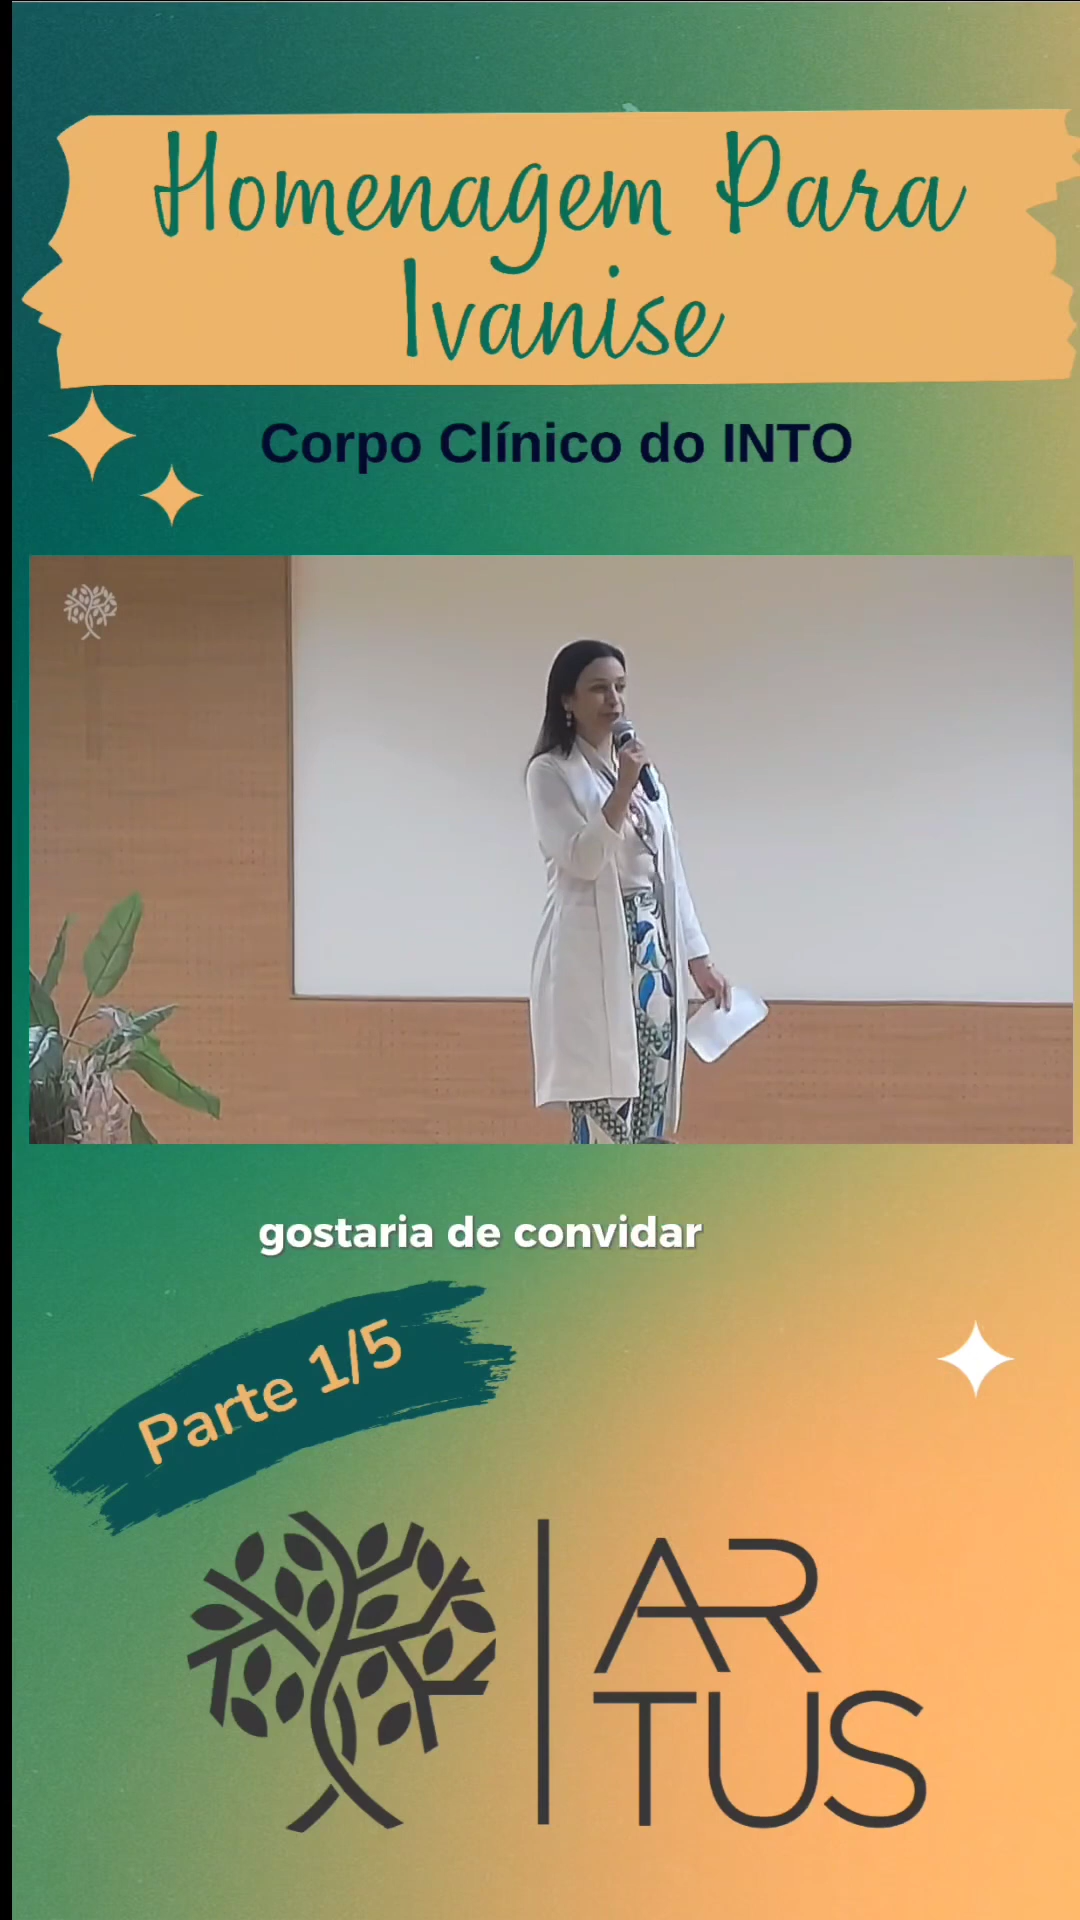 Homenagem Para
Ivanise
Corpo Clínico do INTO
gostaria de convidar
Parte 1/5
AR
TUS